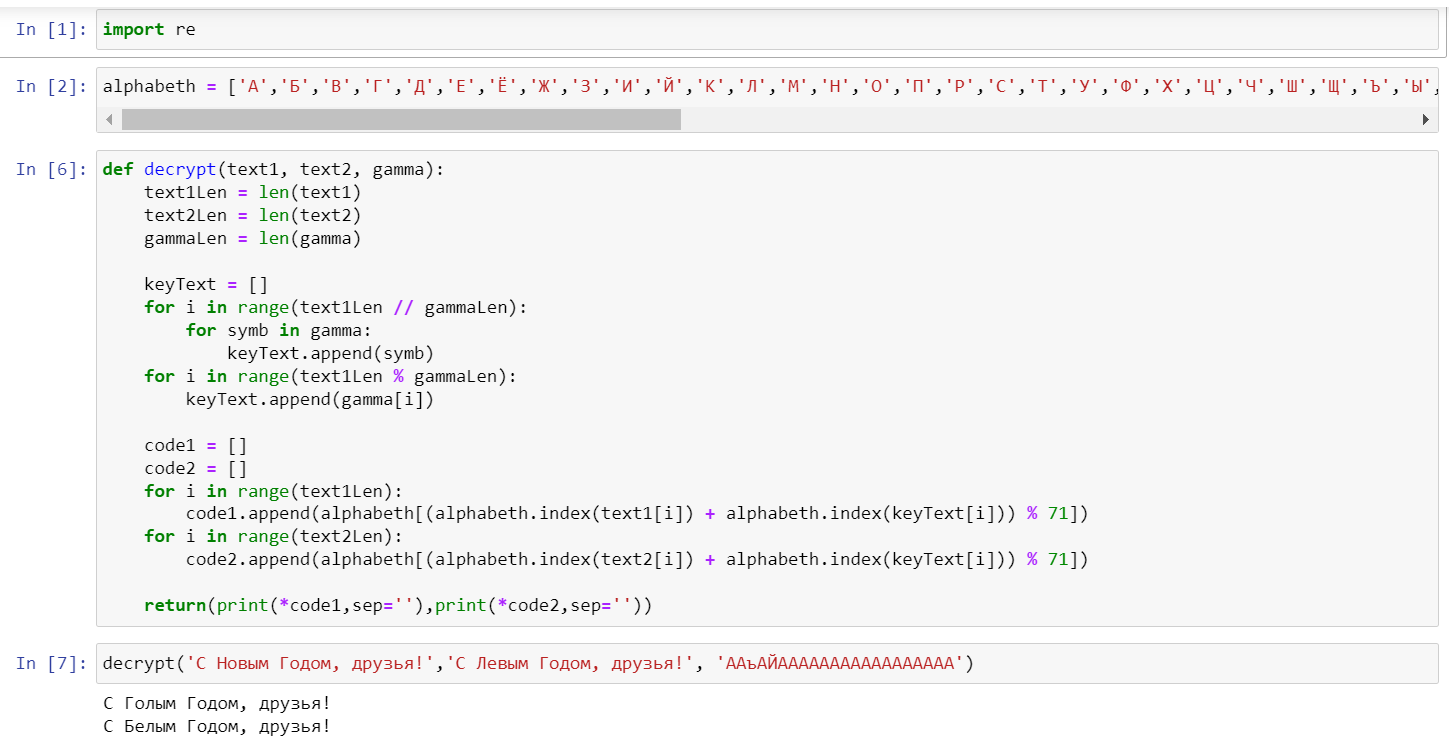 In [1]: import re
In [2]: alphabeth = ['А','Б','В','Г','Д','Е','Ё','Ж','З','И','Й','К','Л','М','Н','О','П','Р','С','Т','У','Ф','Х','Ц','Ч','Ш','Щ','Ъ','Ы',
In [6]: def decrypt(text1, text2, gamma):
    text1Len = len(text1)
    text2Len = len(text2)
    gammaLen = len(gamma)
    keyText = []
    for i in range(text1Len // gammaLen):
        for symb in gamma:
            keyText.append(symb)
    for i in range(text1Len % gammaLen):
        keyText.append(gamma[i])
    code1 = []
    code2 = []
    for i in range(text1Len):
        code1.append(alphabeth[(alphabeth.index(text1[i]) + alphabeth.index(keyText[i])) % 71])
    for i in range(text2Len):
        code2.append(alphabeth[(alphabeth.index(text2[i]) + alphabeth.index(keyText[i])) % 71])
    return(print(*code1,sep=''),print(*code2,sep=''))
In [7]: decrypt('С Новым Годом, друзья!','С Левым Годом, друзья!', 'ААъАЙААААААААААААААААА')
С Голым Годом, друзья!
С Белым Годом, друзья!